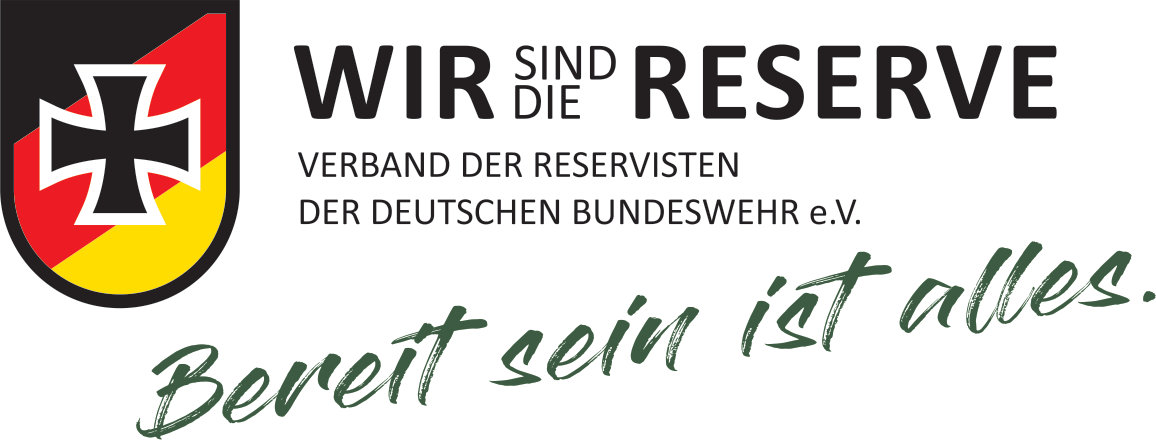 WIR SIND DIE RESERVE
VERBAND DER RESERVISTEN
DER DEUTSCHEN BUNDESWEHR e.V.
Bereit sein ist alles.